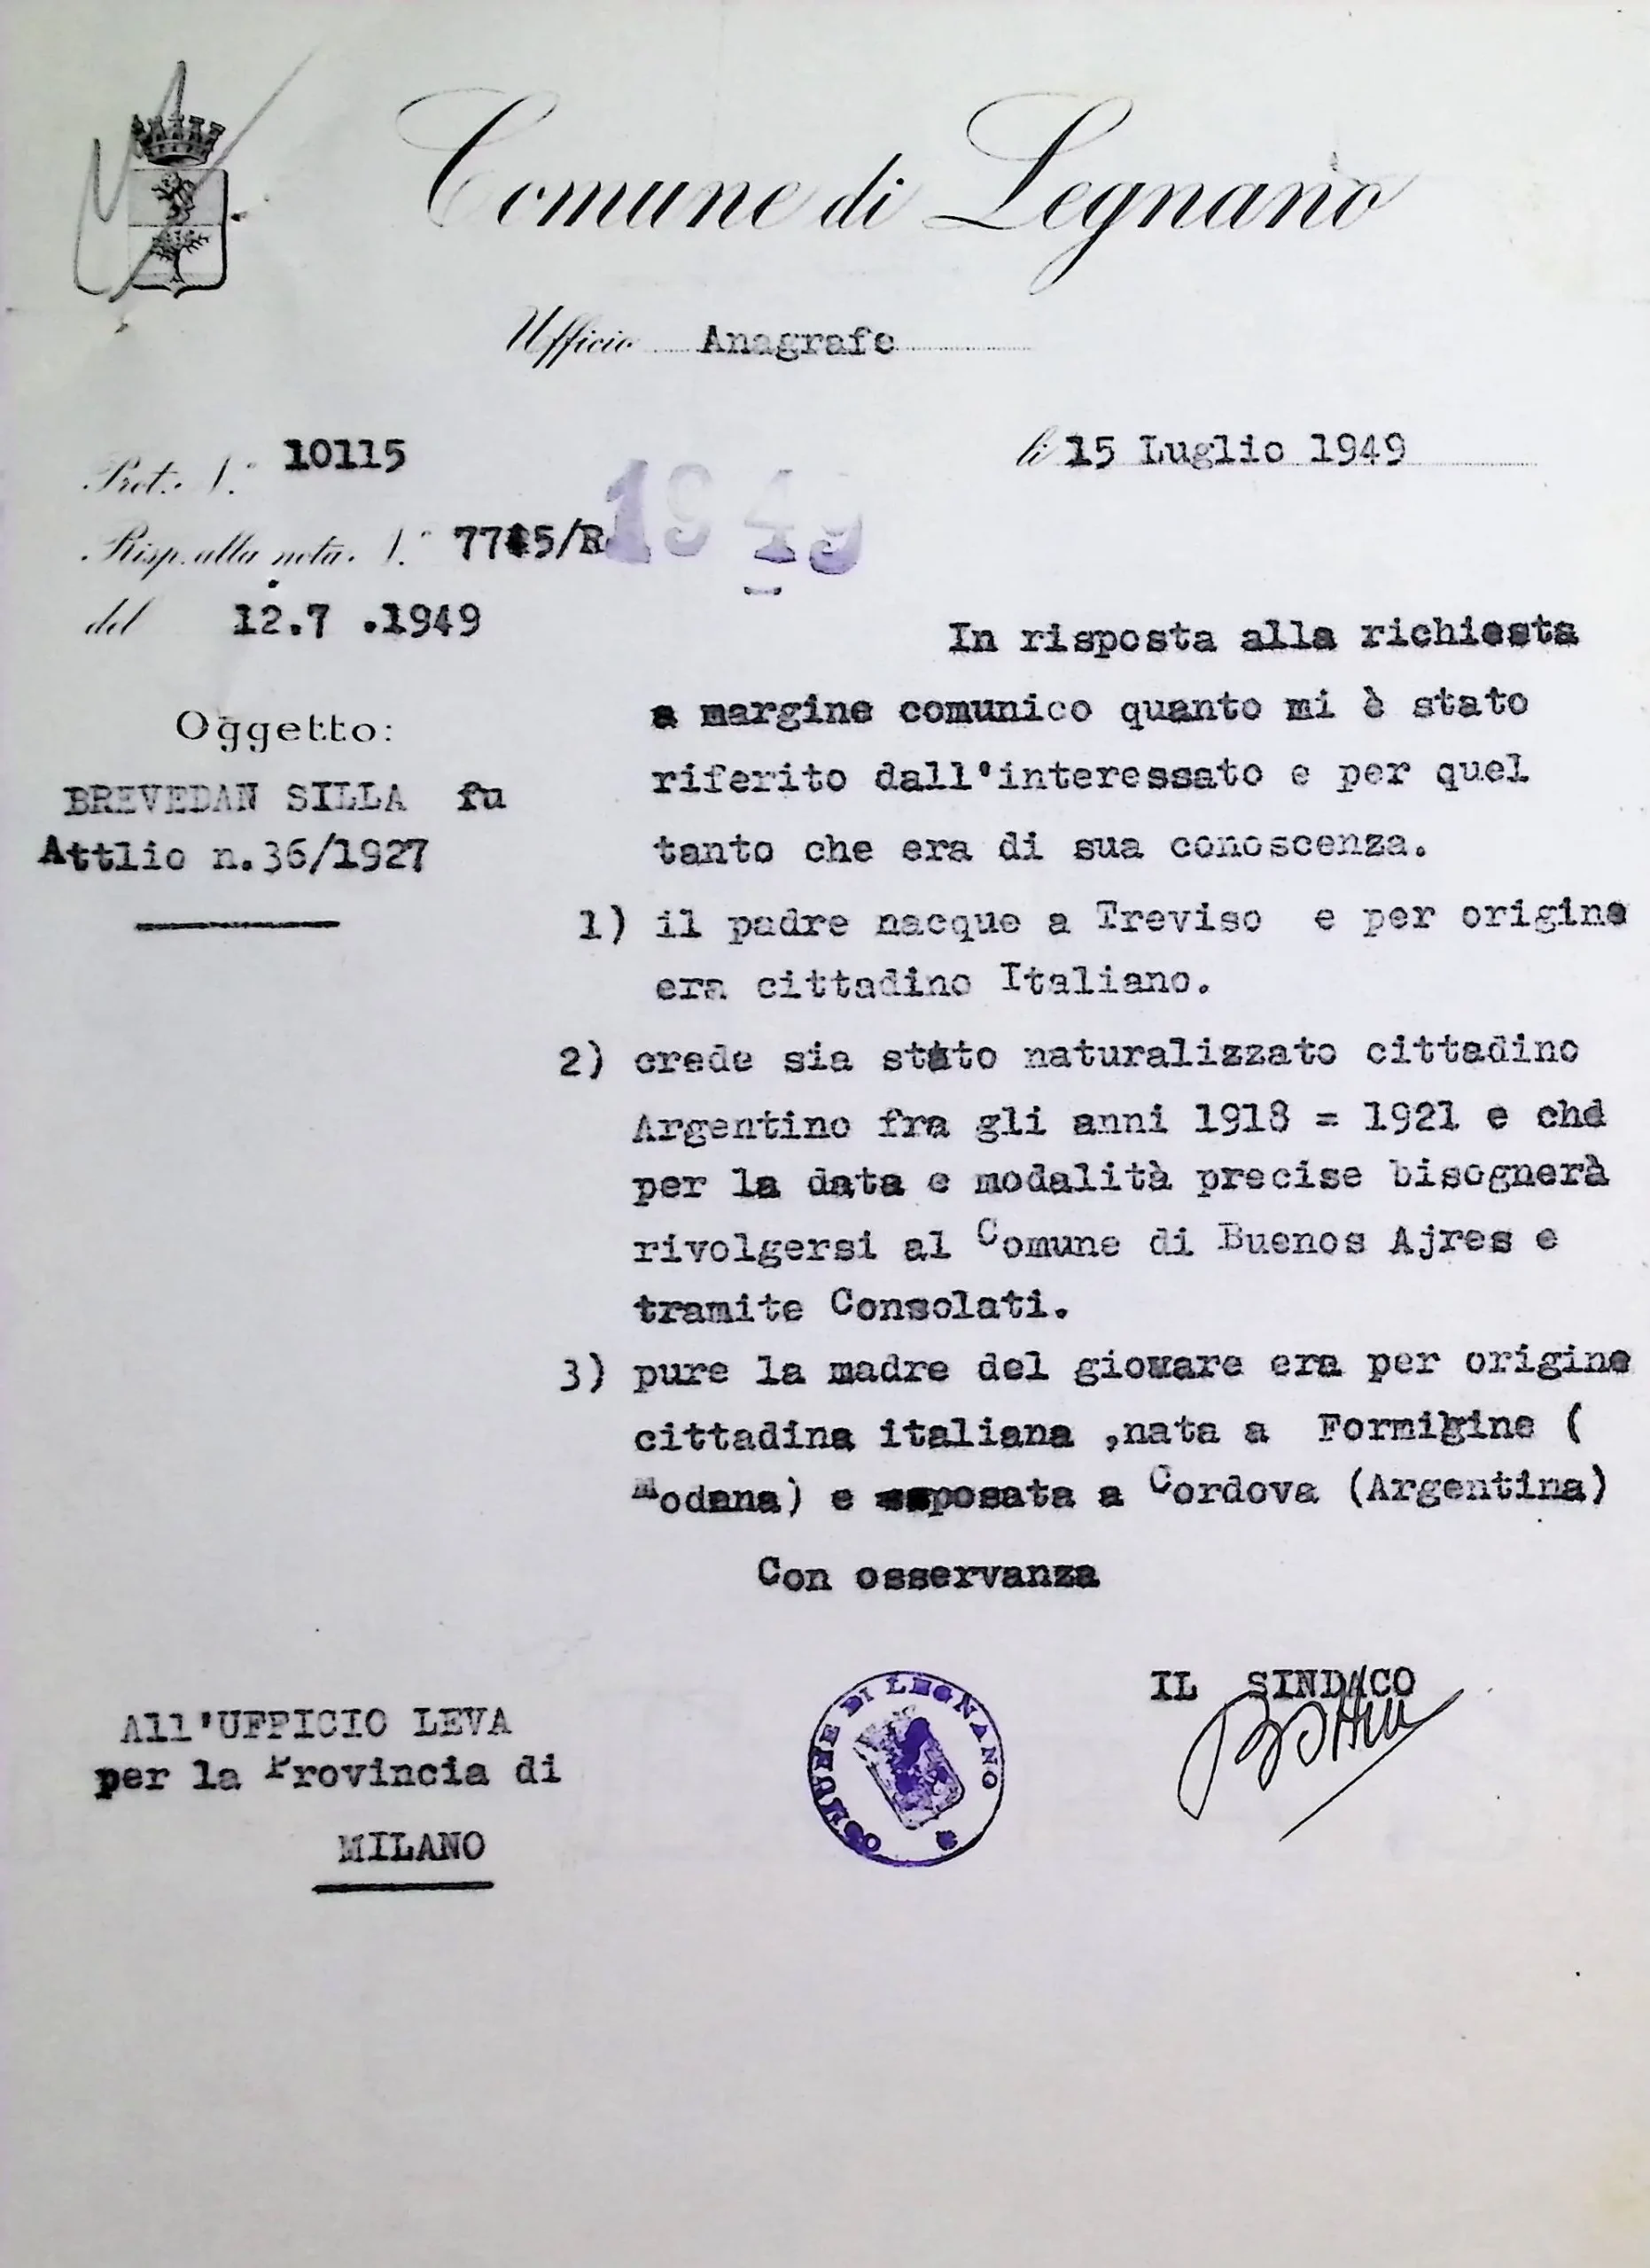 Comune di Legnano
Ufficio Anagrafe
lì 15 Luglio 1949
Prot. N.° 10115
Risp. alla nota N.° 7715/R
1949
del 12.7 .1949
Oggetto:
BREVEDAN SILLA fu
Attlio n.36/1927
In risposta alla richiesta
a margine comunico quanto mi è stato
riferito dall'interessato e per quel
tanto che era di sua conoscenza.
1) il padre nacque a Treviso e per origine
era cittadino Italiano.
2) crede sia stato naturalizzato cittadino
Argentino fra gli anni 1918 = 1921 e chd
per la data e modalità precise bisognerà
rivolgersi al Comune di Buenos Ajres e
tramite Consolati.
3) pure la madre del giovare era per origine
cittadina italiana ,nata a Formigine (
Modana) e sposata a Cordova (Argentina)
Con osservanza
IL SINDACO
All'UFFICIO LEVA
per la Provincia di
MILANO
COMUNE DI LEGNANO